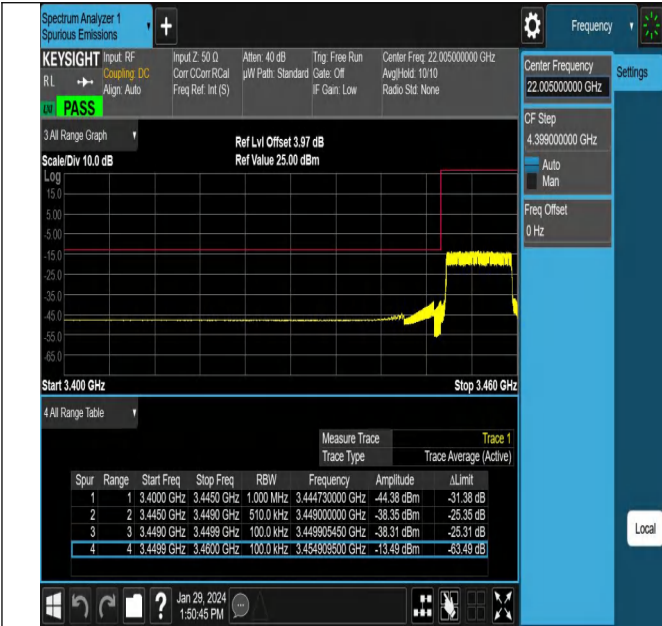 Spectrum Analyzer 1
Spurious Emissions
Frequency
KEYSIGHT
RL
PASS
Input: RF
Coupling: DC
Align: Auto
Input Z: 50 Ω
Corr CCorr RCal
Freq Ref: Int (S)
Atten: 40 dB
µW Path: Standard
Trig: Free Run
Gate: Off
IF Gain: Low
Center Freq: 22.005000000 GHz
Avg|Hold: 10/10
Radio Std: None
Center Frequency
22.005000000 GHz
Settings
CF Step
4.399000000 GHz
Auto
Man
Freq Offset
0 Hz
3 All Range Graph
Ref Lvl Offset 3.97 dB
Scale/Div 10.0 dB
Ref Value 25.00 dBm
Log
15.0
5.00
-5.00
-15.0
-25.0
-35.0
-45.0
-55.0
-65.0
Start 3.400 GHz
Stop 3.460 GHz
4 All Range Table
Measure Trace Trace 1
Trace Type Trace Average (Active)
Spur Range Start Freq Stop Freq RBW Frequency Amplitude ΔLimit
1 1 3.4000 GHz 3.4450 GHz 1.000 MHz 3.444730000 GHz -44.38 dBm -31.38 dB
2 2 3.4450 GHz 3.4490 GHz 510.0 kHz 3.449000000 GHz -38.35 dBm -25.35 dB
3 3 3.4490 GHz 3.4499 GHz 100.0 kHz 3.449905450 GHz -38.31 dBm -25.31 dB
4 4 3.4499 GHz 3.4600 GHz 100.0 kHz 3.454909500 GHz -13.49 dBm -63.49 dB
Local
?
Jan 29, 2024
1:50:45 PM